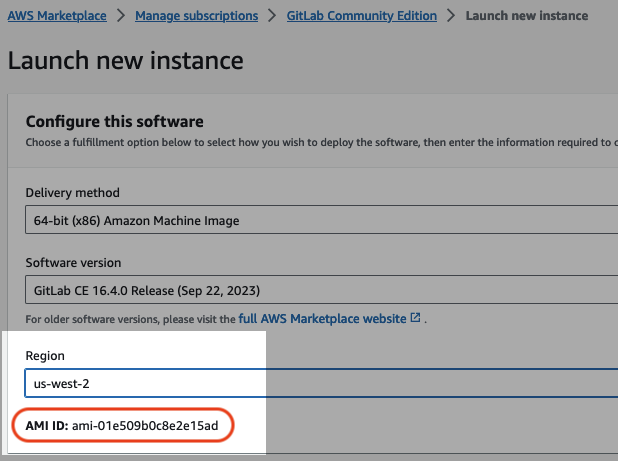 AWS Marketplace > Manage subscriptions > GitLab Community Edition > Launch new instance
Launch new instance
Configure this software
Choose a fulfillment option below to select how you wish to deploy the software, then enter the information required to
Delivery method
64-bit (x86) Amazon Machine Image
Software version
GitLab CE 16.4.0 Release (Sep 22, 2023)
For older software versions, please visit the full AWS Marketplace website .
Region
us-west-2
AMI ID: ami-01e509b0c8e2e15ad